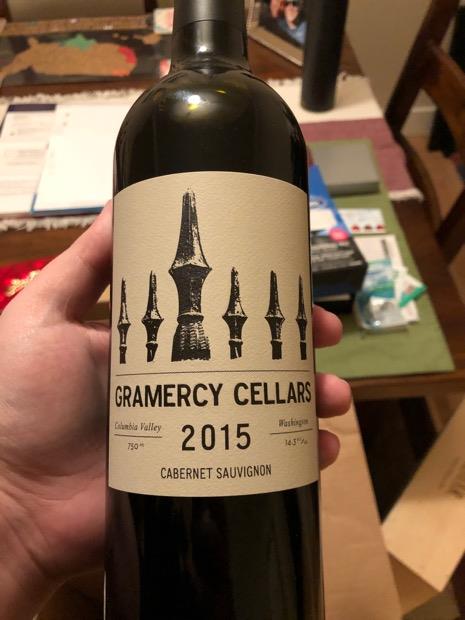 GRAMERCY CELLARS
Columbia Valley
Washington
750 ml
2015
CABERNET SAUVIGNON